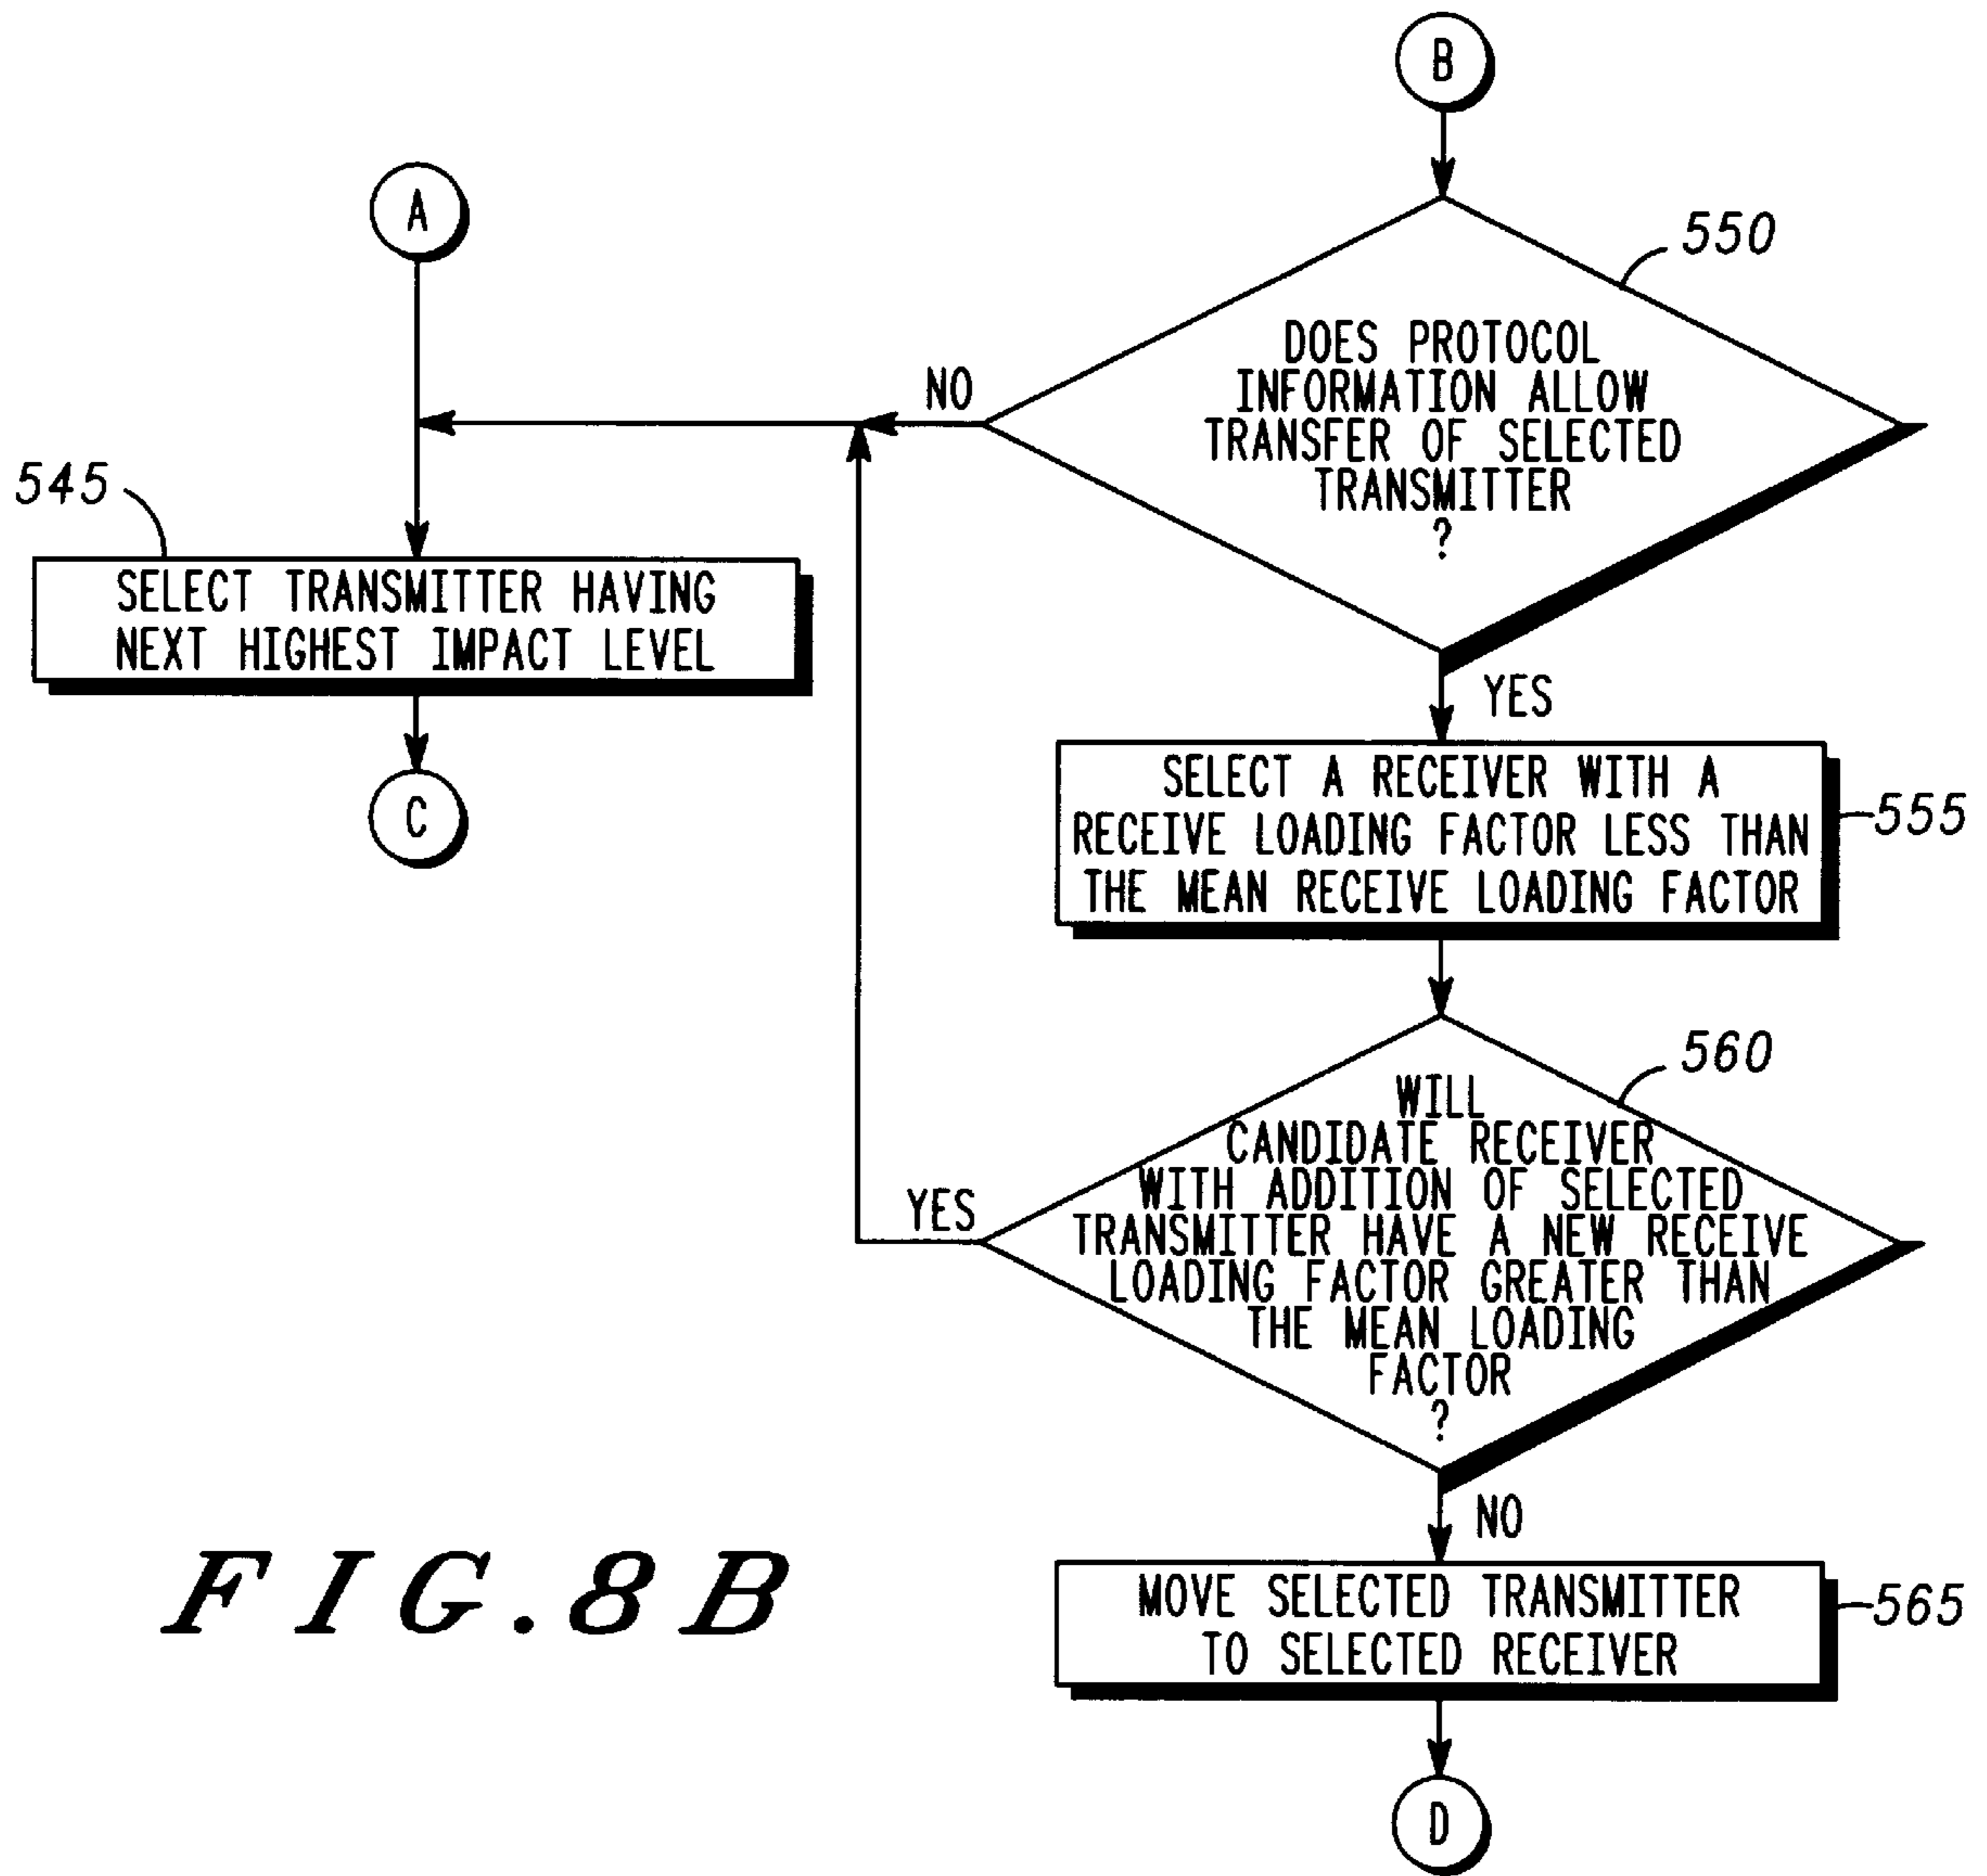 B
A
550
DOES PROTOCOL
INFORMATION ALLOW
TRANSFER OF SELECTED
TRANSMITTER
?
NO
545
SELECT TRANSMITTER HAVING
NEXT HIGHEST IMPACT LEVEL
YES
C
SELECT A RECEIVER WITH A
RECEIVE LOADING FACTOR LESS THAN
THE MEAN RECEIVE LOADING FACTOR
555
560
WILL
CANDIDATE RECEIVER
WITH ADDITION OF SELECTED
TRANSMITTER HAVE A NEW RECEIVE
LOADING FACTOR GREATER THAN
THE MEAN LOADING
FACTOR
?
YES
NO
MOVE SELECTED TRANSMITTER
TO SELECTED RECEIVER
565
D
FIG. 8B